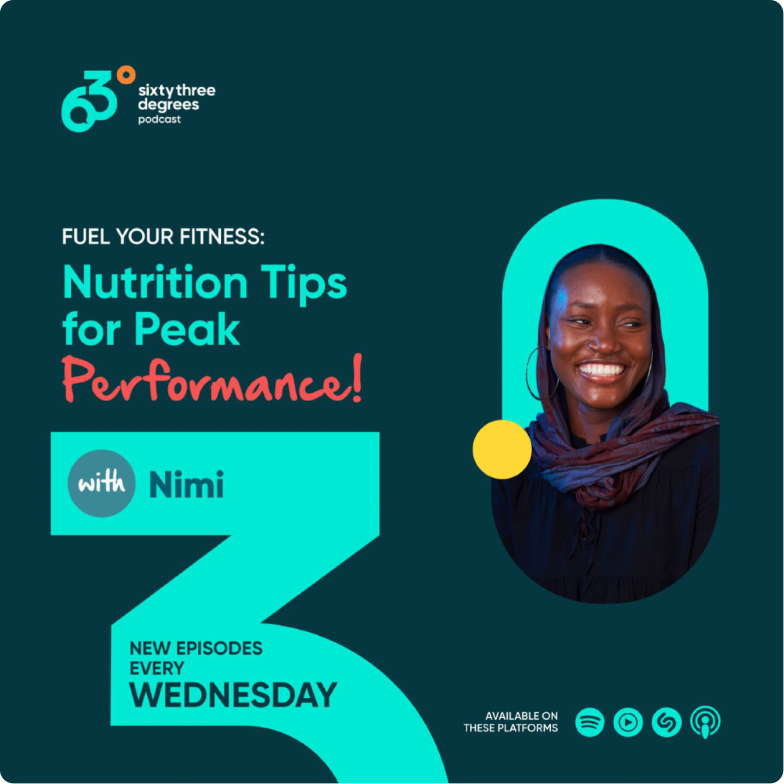 63°
sixty three
degrees
podcast
FUEL YOUR FITNESS:
Nutrition Tips
for Peak
Performance!
with Nimi
NEW EPISODES
EVERY
WEDNESDAY
AVAILABLE ON
THESE PLATFORMS